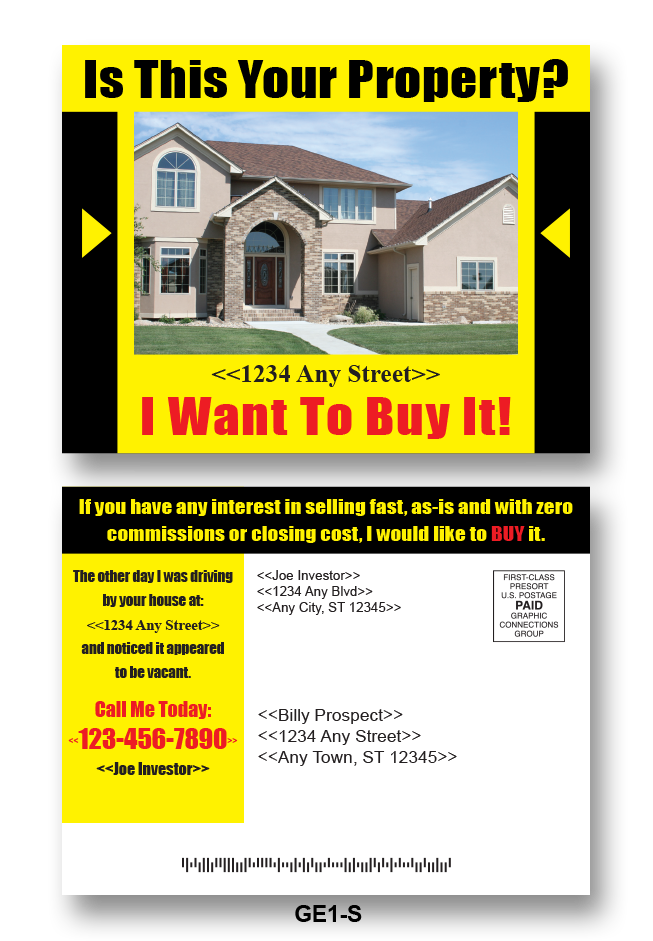 Is This Your Property?
<<1234 Any Street>>
I Want To Buy It!
If you have any interest in selling fast, as-is and with zero
commissions or closing cost, I would like to BUY it.
The other day I was driving
by your house at:
<<1234 Any Street>>
and noticed it appeared
to be vacant.
Call Me Today:
<<123-456-7890>>
<<Joe Investor>>
<<Joe Investor>>
<<1234 Any Blvd>>
<<Any City, ST 12345>>
FIRST-CLASS
PRESORT
U.S. POSTAGE
PAID
GRAPHIC
CONNECTIONS
GROUP
<<Billy Prospect>>
<<1234 Any Street>>
<<Any Town, ST 12345>>
GE1-S